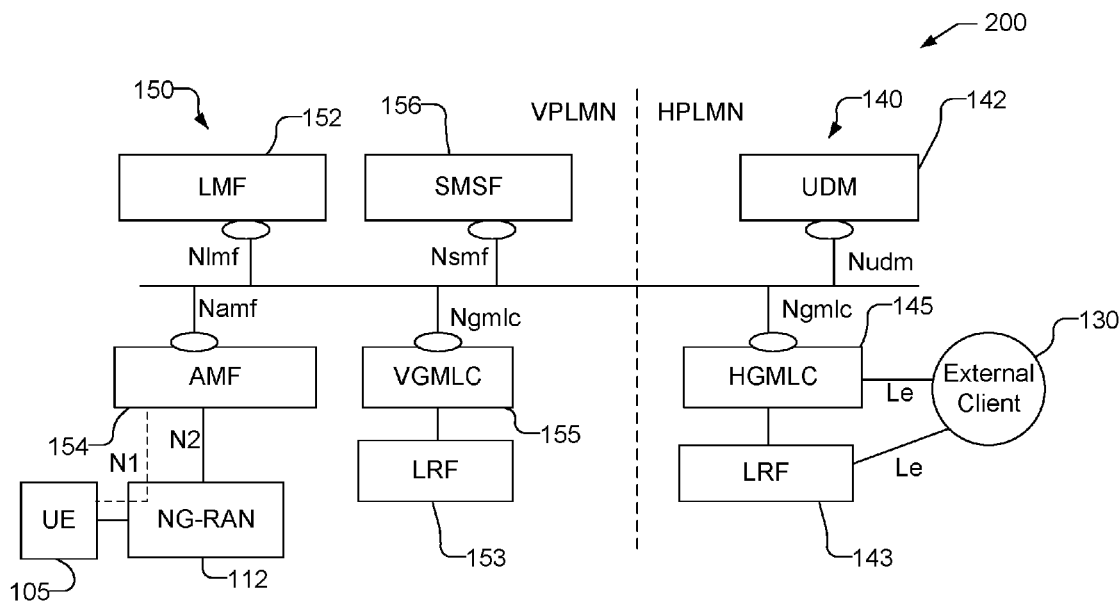 200
150
152
156
VPLMN
HPLMN
140
142
LMF
SMSF
UDM
Nlmf
Nsmf
Nudm
Namf
Ngmlc
Ngmlc
145
130
AMF
VGMLC
HGMLC
External
Client
Le
154
N1
N2
155
LRF
LRF
Le
UE
NG-RAN
153
143
105
112